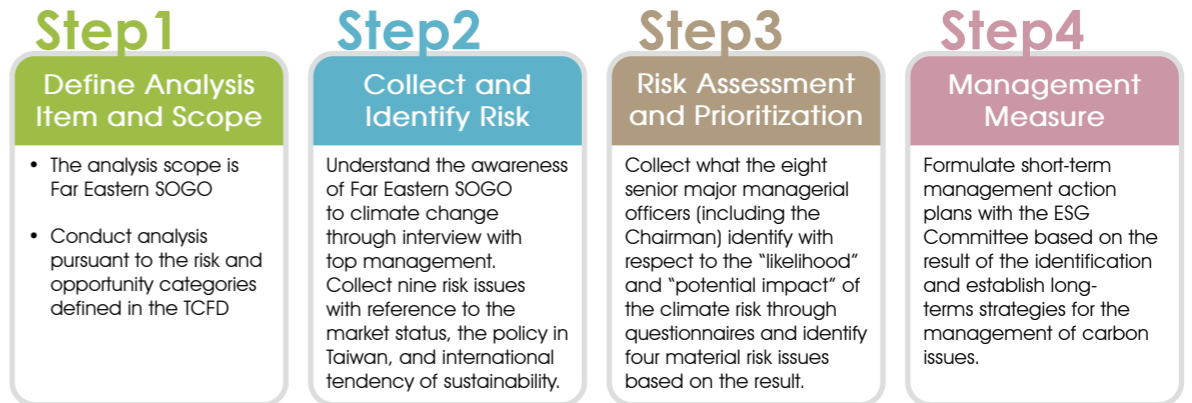 Step1
Define Analysis
Item and Scope
• The analysis scope is
Far Eastern SOGO
• Conduct analysis
pursuant to the risk and
opportunity categories
defined in the TCFD
Step2
Collect and
Identify Risk
Understand the awareness
of Far Eastern SOGO
to climate change
through interview with
top management.
Collect nine risk issues
with reference to the
market status, the policy in
Taiwan, and international
tendency of sustainability.
Step3
Risk Assessment
and Prioritization
Collect what the eight
senior major managerial
officers (including the
Chairman) identify with
respect to the “likelihood”
and “potential impact” of
the climate risk through
questionnaires and identify
four material risk issues
based on the result.
Step4
Management
Measure
Formulate short-term
management action
plans with the ESG
Committee based on the
result of the identification
and establish long-
terms strategies for the
management of carbon
issues.